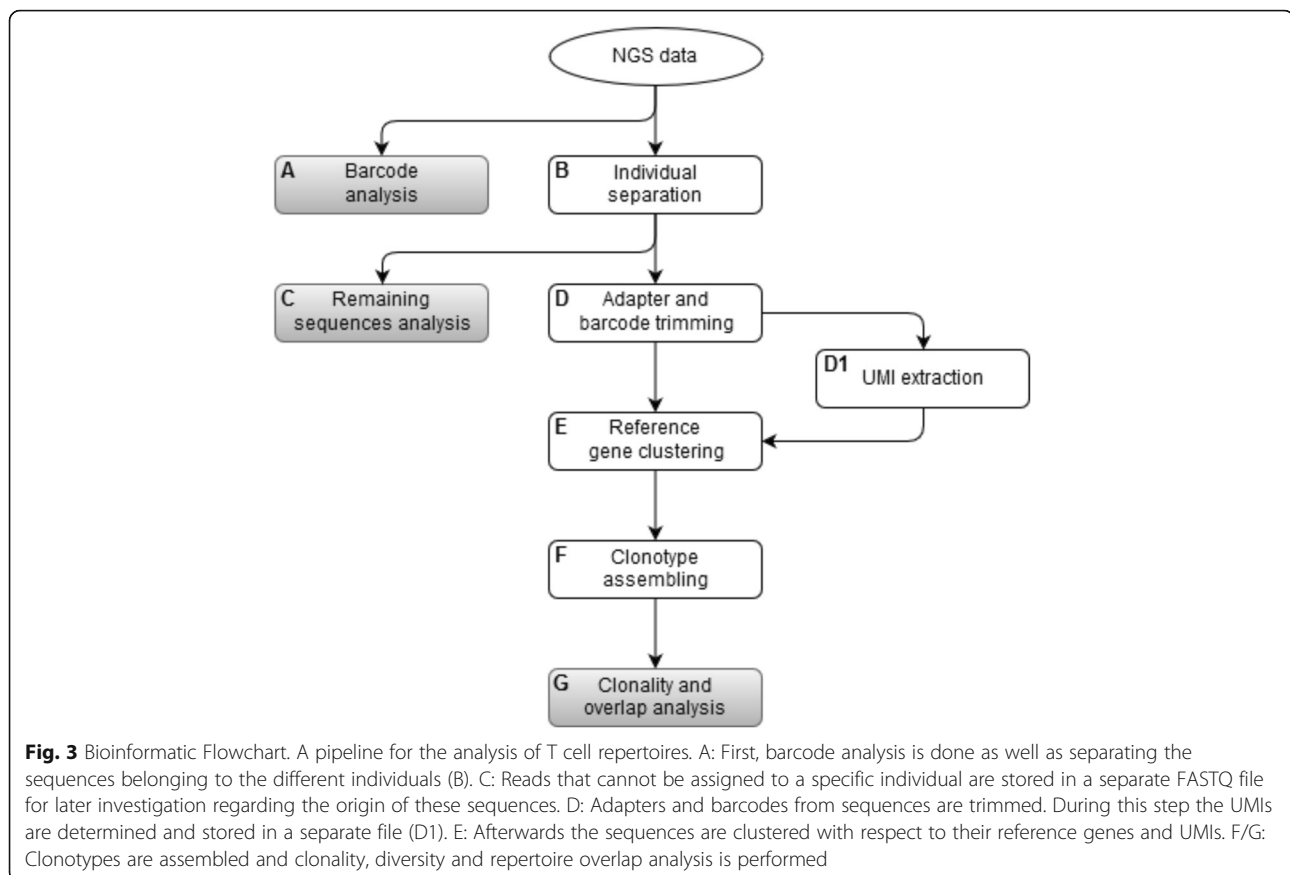 NGS data
A Barcode
analysis
B Individual
separation
C Remaining
sequences analysis
D Adapter and
barcode trimming
D1 UMI extraction
E Reference
gene clustering
F Clonotype
assembling
G Clonality and
overlap analysis
Fig. 3 Bioinformatic Flowchart. A pipeline for the analysis of T cell repertoires. A: First, barcode analysis is done as well as separating the
sequences belonging to the different individuals (B). C: Reads that cannot be assigned to a specific individual are stored in a separate FASTQ file
for later investigation regarding the origin of these sequences. D: Adapters and barcodes from sequences are trimmed. During this step the UMIs
are determined and stored in a separate file (D1). E: Afterwards the sequences are clustered with respect to their reference genes and UMIs. F/G:
Clonotypes are assembled and clonality, diversity and repertoire overlap analysis is performed